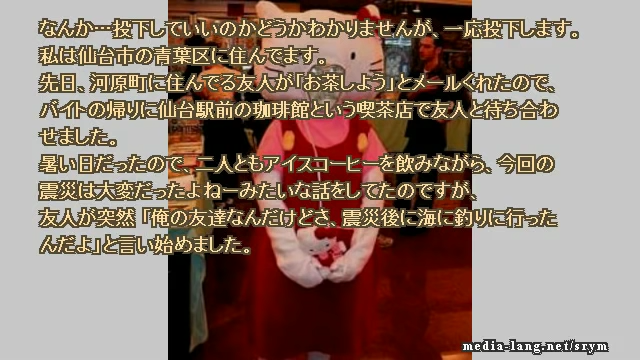 なんか…投下していいのかどうかわかりませんが、一応投下します。
私は仙台市の青葉区に住んでます。
先日、河原町に住んでる友人が「お茶しよう」とメールくれたので、
バイトの帰りに仙台駅前の珈琲館という喫茶店で友人と待ち合わ
せました。
暑い日だったので、二人ともアイスコーヒーを飲みながら、今回の
震災は大変だったよねーみたいな話をしてたのですが、
友人が突然「俺の友達なんだけどさ、震災後に海に釣りに行った
んだよ」と言い始めました。
media-lang.net/srym